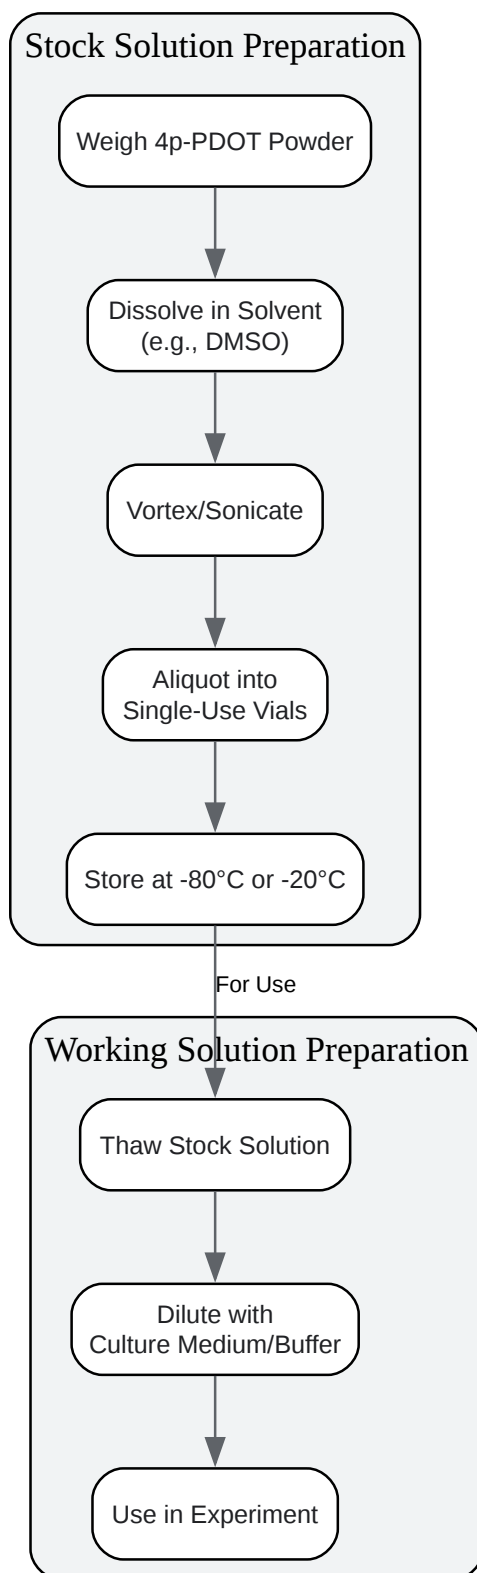 Stock Solution Preparation
Weigh 4p-PDOT Powder
Dissolve in Solvent
(e.g., DMSO)
Vortex/Sonicate
Aliquot into
Single-Use Vials
Store at -80°C or -20°C
For Use
Working Solution Preparation
Thaw Stock Solution
Dilute with
Culture Medium/Buffer
Use in Experiment